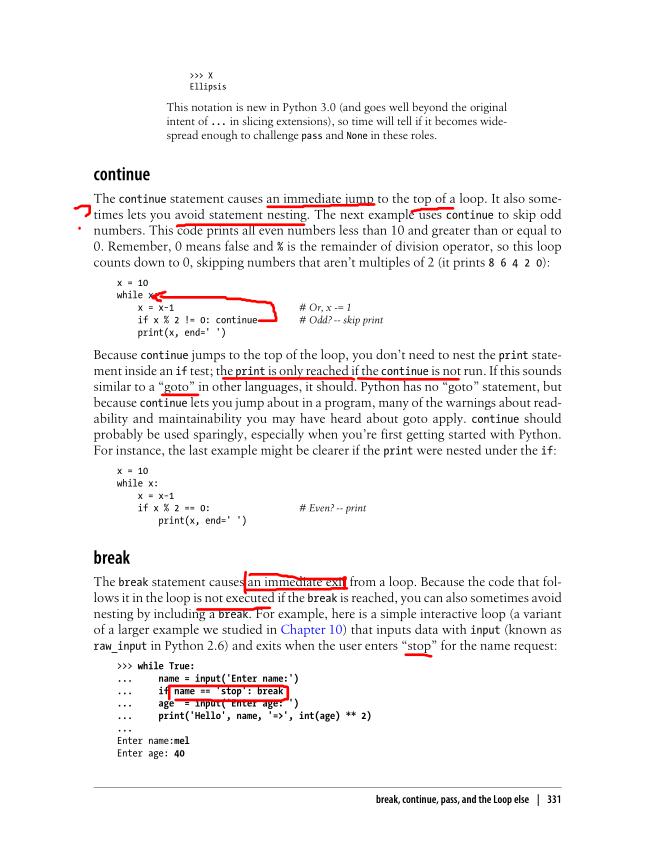 >>> X
Ellipsis
This notation is new in Python 3.0 (and goes well beyond the original
intent of ... in slicing extensions), so time will tell if it becomes wide-
spread enough to challenge pass and None in these roles.
continue
The continue statement causes an immediate jump to the top of a loop. It also some-
times lets you avoid statement nesting. The next example uses continue to skip odd
numbers. This code prints all even numbers less than 10 and greater than or equal to
0. Remember, 0 means false and % is the remainder of division operator, so this loop
counts down to 0, skipping numbers that aren't multiples of 2 (it prints 8 6 4 2 0):
x = 10
while x:
    x = x-1 # Or, x -= 1
    if x % 2 != 0: continue # Odd? -- skip print
    print(x, end=' ')
Because continue jumps to the top of the loop, you don't need to nest the print state-
ment inside an if test; the print is only reached if the continue is not run. If this sounds
similar to a "goto" in other languages, it should. Python has no "goto" statement, but
because continue lets you jump about in a program, many of the warnings about read-
ability and maintainability you may have heard about goto apply. continue should
probably be used sparingly, especially when you're first getting started with Python.
For instance, the last example might be clearer if the print were nested under the if:
x = 10
while x:
    x = x-1
    if x % 2 == 0: # Even? -- print
        print(x, end=' ')
break
The break statement causes an immediate exit from a loop. Because the code that fol-
lows it in the loop is not executed if the break is reached, you can also sometimes avoid
nesting by including a break. For example, here is a simple interactive loop (a variant
of a larger example we studied in Chapter 10) that inputs data with input (known as
raw_input in Python 2.6) and exits when the user enters "stop" for the name request:
>>> while True:
...     name = input('Enter name:')
...     if name == 'stop': break
...     age  = input('Enter age: ')
...     print('Hello', name, '=>', int(age) ** 2)
...
Enter name:mel
Enter age: 40
break, continue, pass, and the Loop else | 331